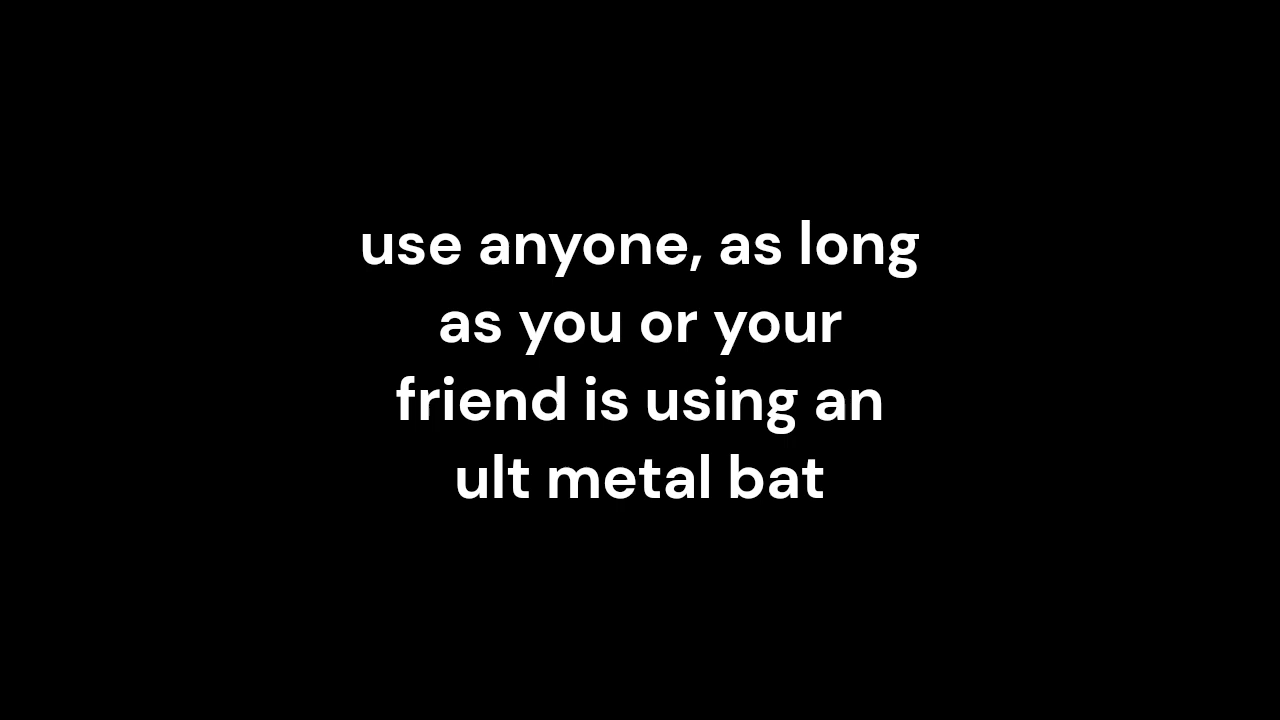 use anyone, as long
as you or your
friend is using an
ult metal bat